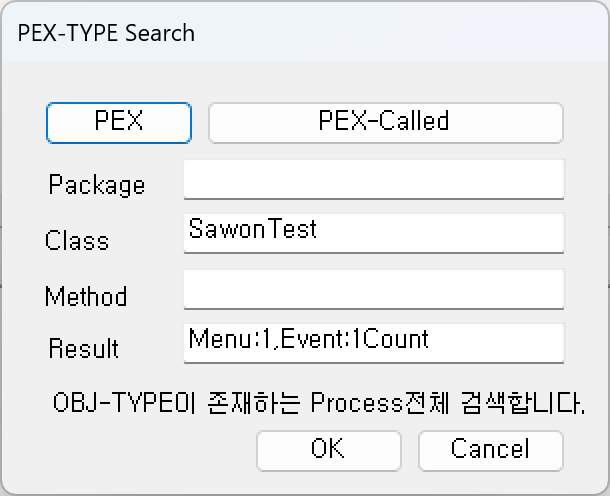 PEX-TYPE Search
PEX PEX-Called
Package
Class SawonTest
Method
Result Menu:1,Event:1Count
OBJ-TYPE이 존재하는 Process전체 검색합니다.
OK Cancel